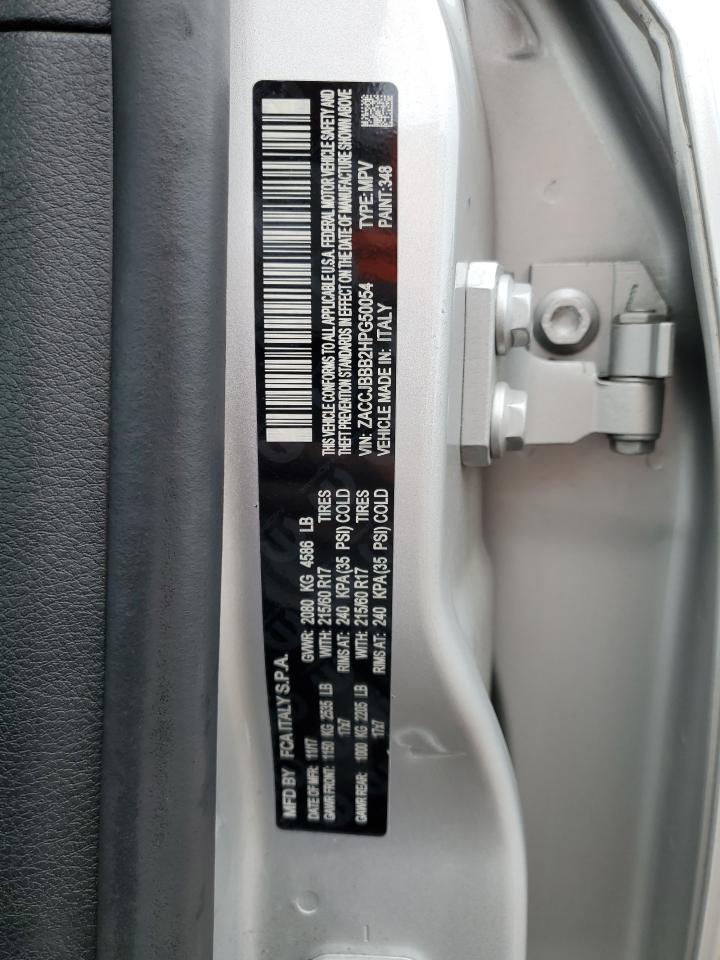 MFD BY FCA ITALY S.P.A.
DATE OF MFR: 11/17 GVWR: 2080 KG 4586 LB
GAWR FRONT: 1150 KG 2535 LB WITH: 215/60 R17 TIRES
17x7 RIMS AT: 240 KPA(35 PSI) COLD
GAWR REAR: 1000 KG 2205 LB WITH: 215/60 R17 TIRES
17x7 RIMS AT: 240 KPA(35 PSI) COLD
THIS VEHICLE CONFORMS TO ALL APPLICABLE U.S.A. FEDERAL MOTOR VEHICLE SAFETY AND
THEFT PREVENTION STANDARDS IN EFFECT ON THE DATE OF MANUFACTURE SHOWN ABOVE
VIN: ZACCJBBB2HPG50054 TYPE: MPV
VEHICLE MADE IN: ITALY PAINT:348